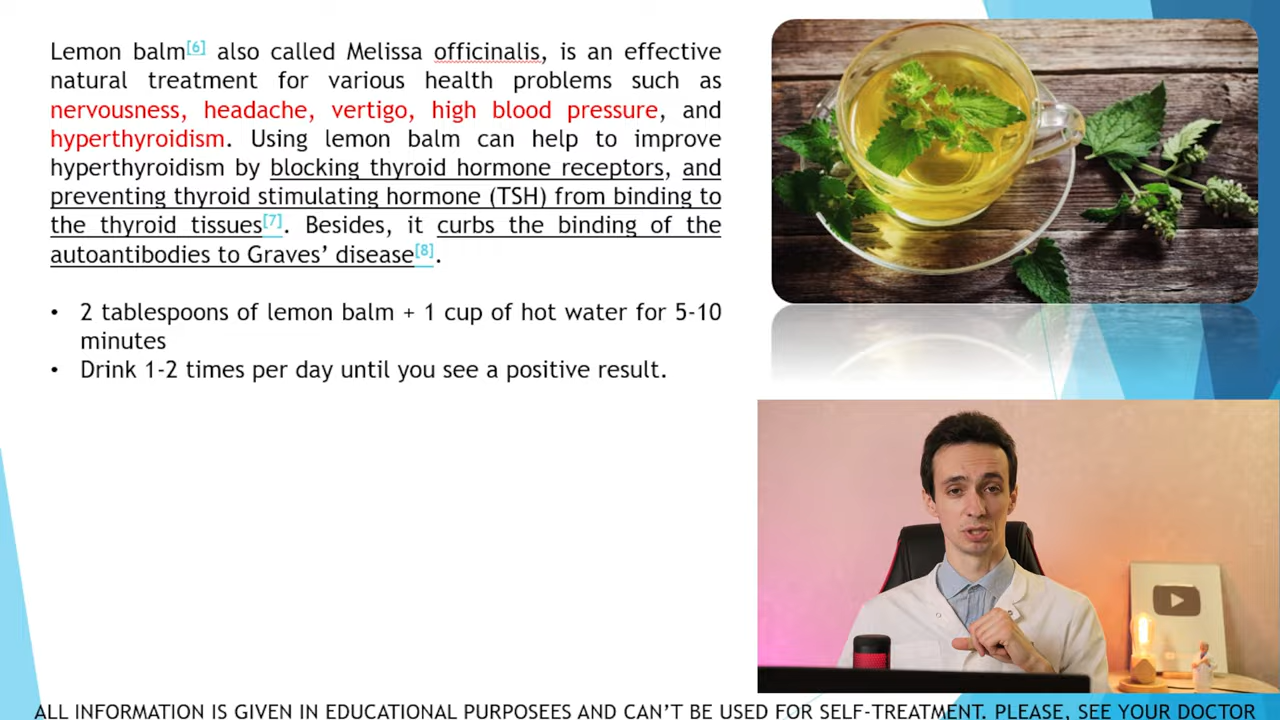 Lemon balm[6] also called Melissa officinalis, is an effective
natural treatment for various health problems such as
nervousness, headache, vertigo, high blood pressure, and
hyperthyroidism. Using lemon balm can help to improve
hyperthyroidism by blocking thyroid hormone receptors, and
preventing thyroid stimulating hormone (TSH) from binding to
the thyroid tissues[7]. Besides, it curbs the binding of the
autoantibodies to Graves’ disease[8].
• 2 tablespoons of lemon balm + 1 cup of hot water for 5-10
minutes
• Drink 1-2 times per day until you see a positive result.
ALL INFORMATION IS GIVEN IN EDUCATIONAL PURPOSEES AND CAN’T BE USED FOR SELF-TREATMENT. PLEASE, SEE YOUR DOCTOR